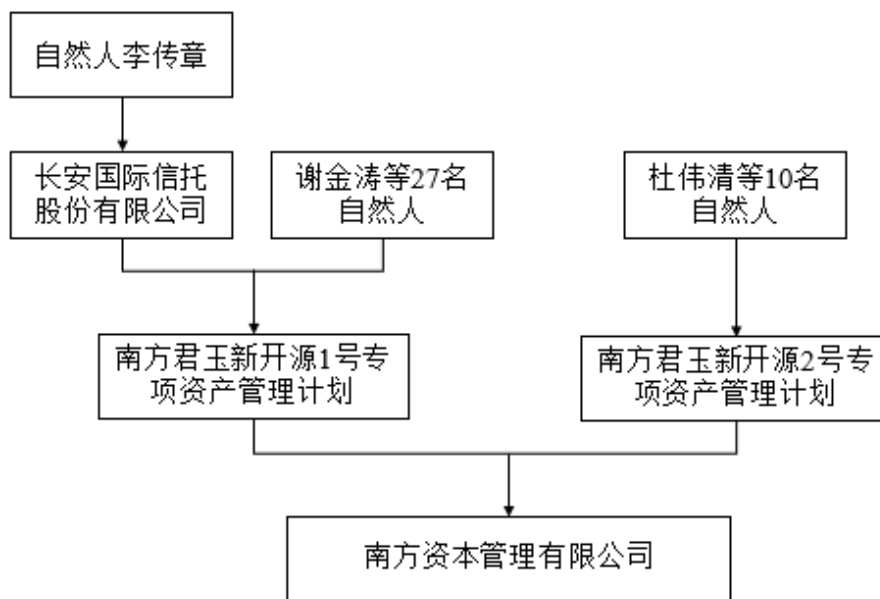 自然人李传章
长安国际信托
股份有限公司
谢金涛等27名
自然人
杜伟清等10名
自然人
南方君玉新开源1号专
项资产管理计划
南方君玉新开源2号专
项资产管理计划
南方资本管理有限公司